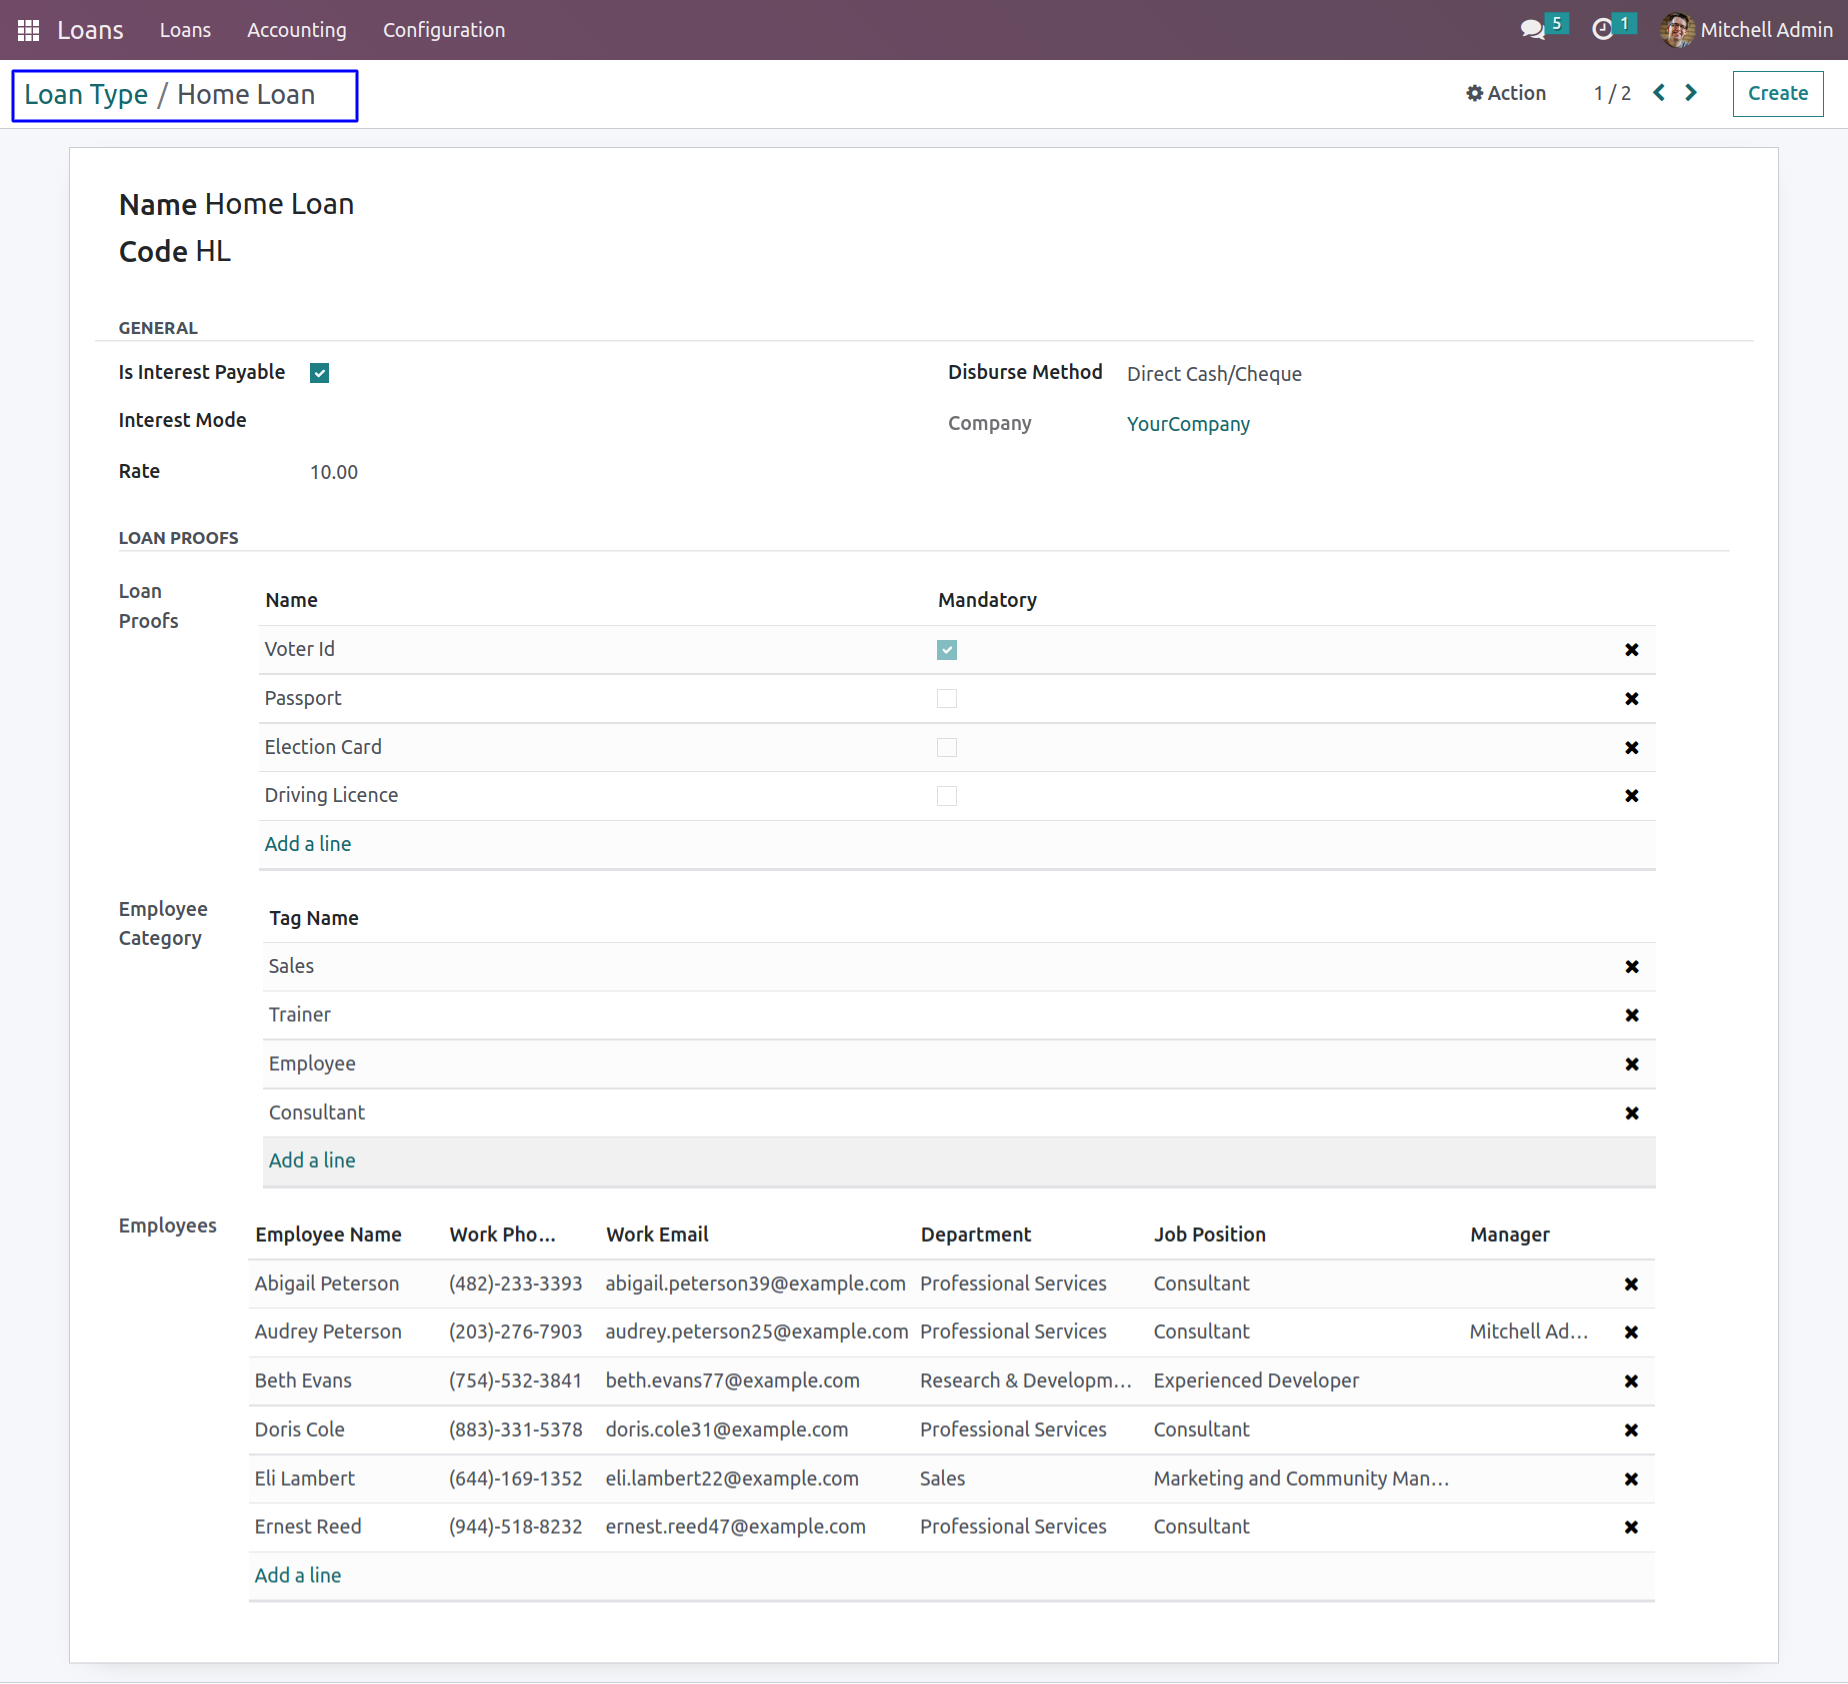 Loans Loans Accounting Configuration 5 1 Mitchell Admin
Loan Type / Home Loan Action 1 / 2 Create
Name Home Loan
Code HL
GENERAL
Is Interest Payable Disburse Method Direct Cash/Cheque
Interest Mode Company YourCompany
Rate 10.00
LOAN PROOFS
Loan Proofs Name Mandatory
Voter Id
Passport
Election Card
Driving Licence
Add a line
Employee Category Tag Name
Sales
Trainer
Employee
Consultant
Add a line
Employees Employee Name Work Pho... Work Email Department Job Position Manager
Abigail Peterson (482)-233-3393 abigail.peterson39@example.com Professional Services Consultant
Audrey Peterson (203)-276-7903 audrey.peterson25@example.com Professional Services Consultant Mitchell Ad...
Beth Evans (754)-532-3841 beth.evans77@example.com Research & Developm... Experienced Developer
Doris Cole (883)-331-5378 doris.cole31@example.com Professional Services Consultant
Eli Lambert (644)-169-1352 eli.lambert22@example.com Sales Marketing and Community Man...
Ernest Reed (944)-518-8232 ernest.reed47@example.com Professional Services Consultant
Add a line